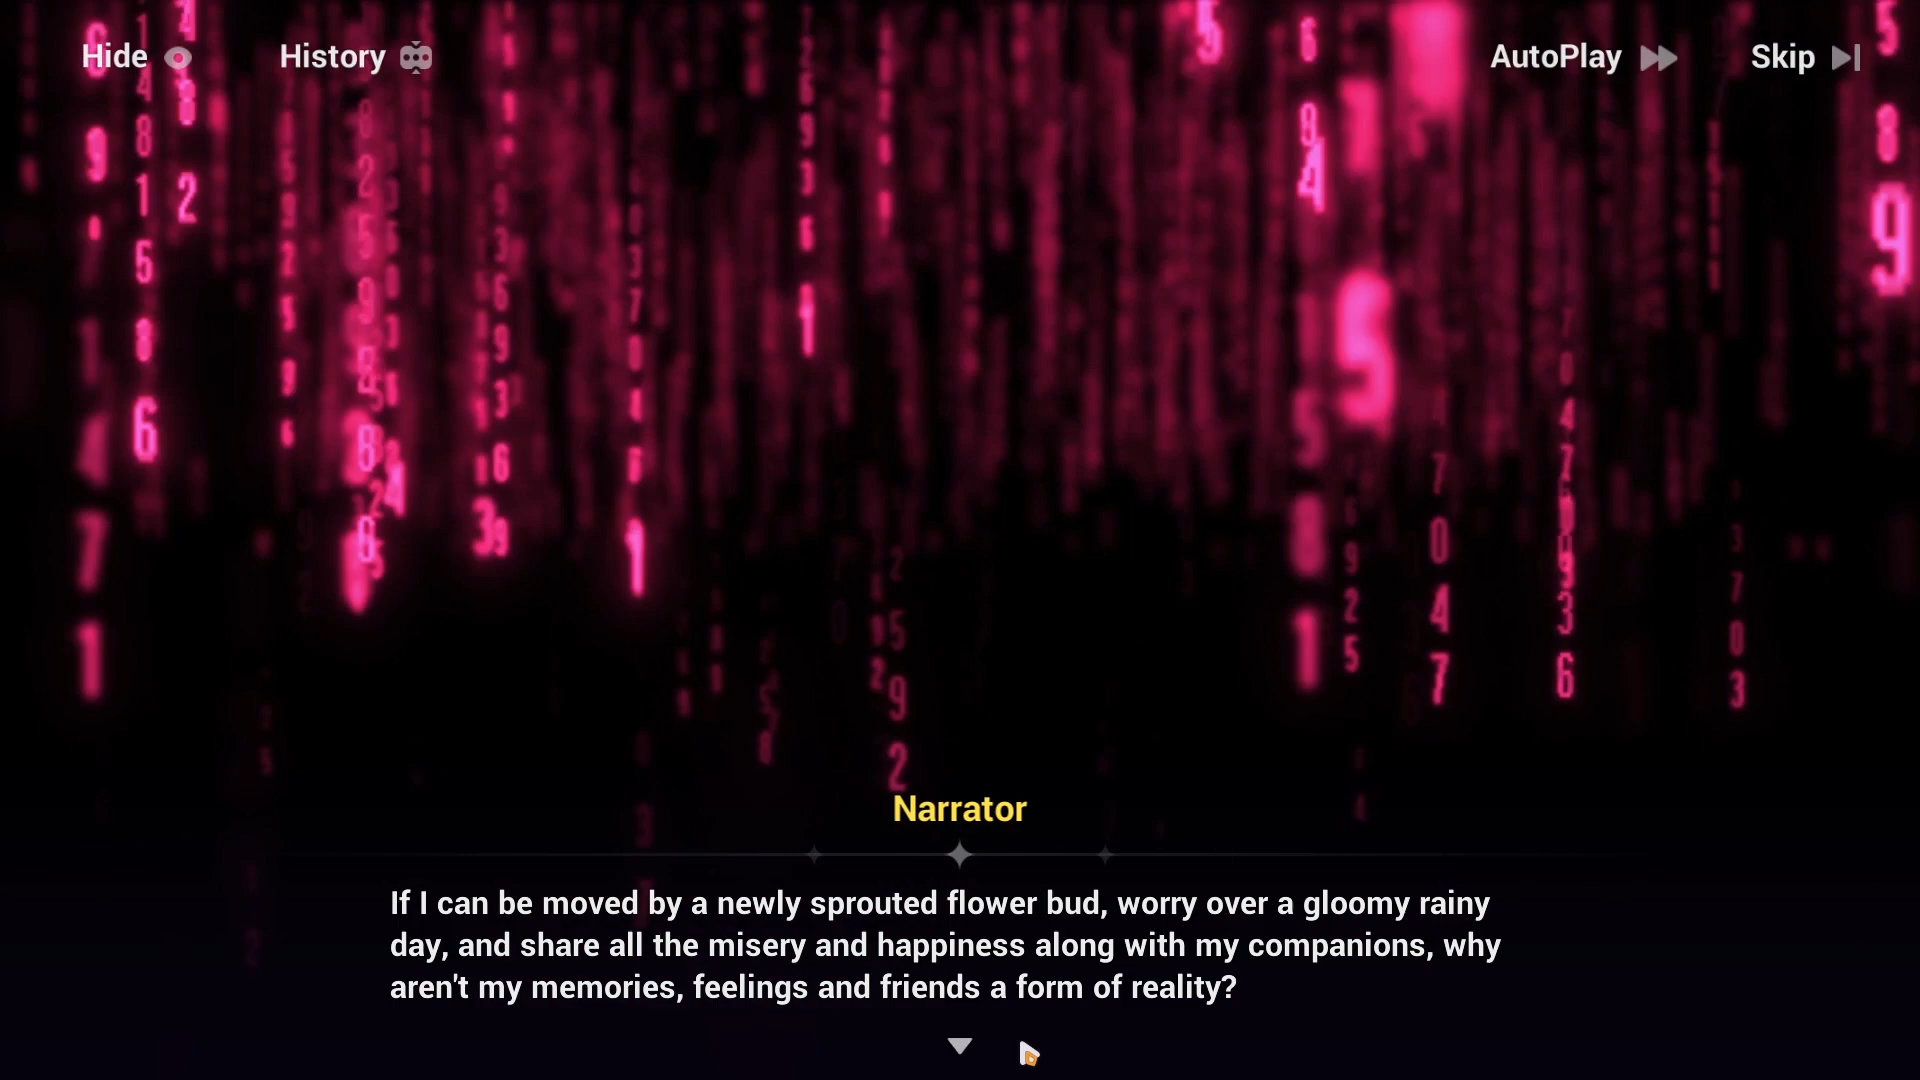 Hide
History
AutoPlay
Skip
Narrator
If I can be moved by a newly sprouted flower bud, worry over a gloomy rainy
day, and share all the misery and happiness along with my companions, why
aren't my memories, feelings and friends a form of reality?